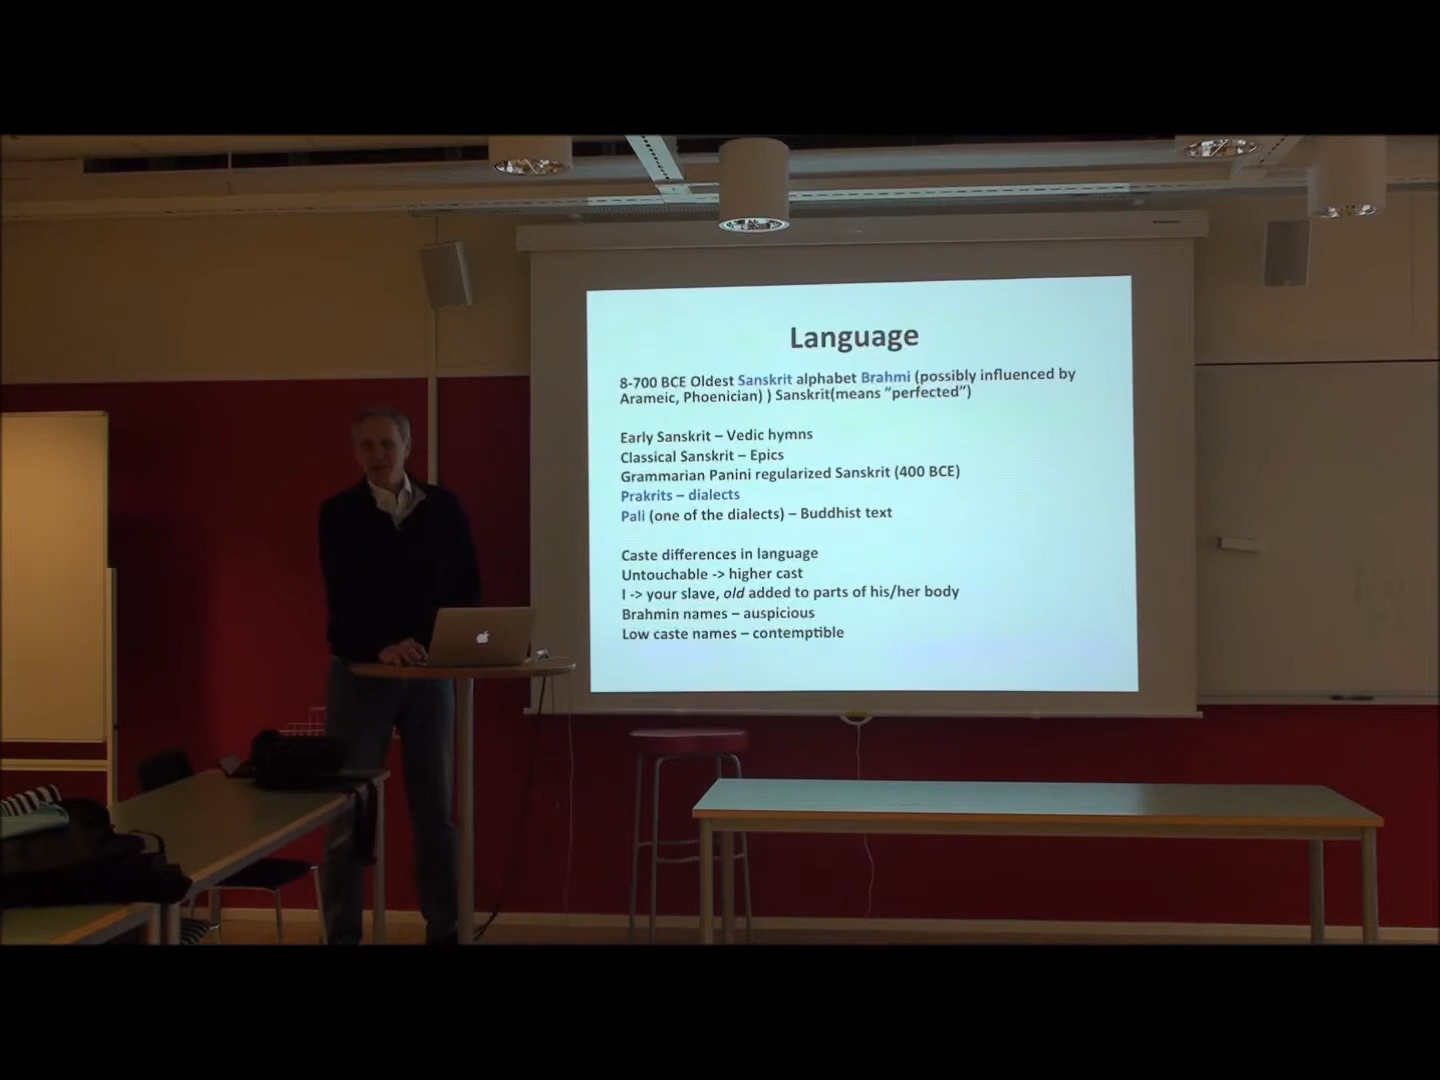 Language
8-700 BCE Oldest Sanskrit alphabet Brahmi (possibly influenced by
Arameic, Phoenician) ) Sanskrit(means "perfected")
Early Sanskrit – Vedic hymns
Classical Sanskrit – Epics
Grammarian Panini regularized Sanskrit (400 BCE)
Prakrits – dialects
Pali (one of the dialects) – Buddhist text
Caste differences in language
Untouchable -> higher cast
I -> your slave, old added to parts of his/her body
Brahmin names – auspicious
Low caste names – contemptible